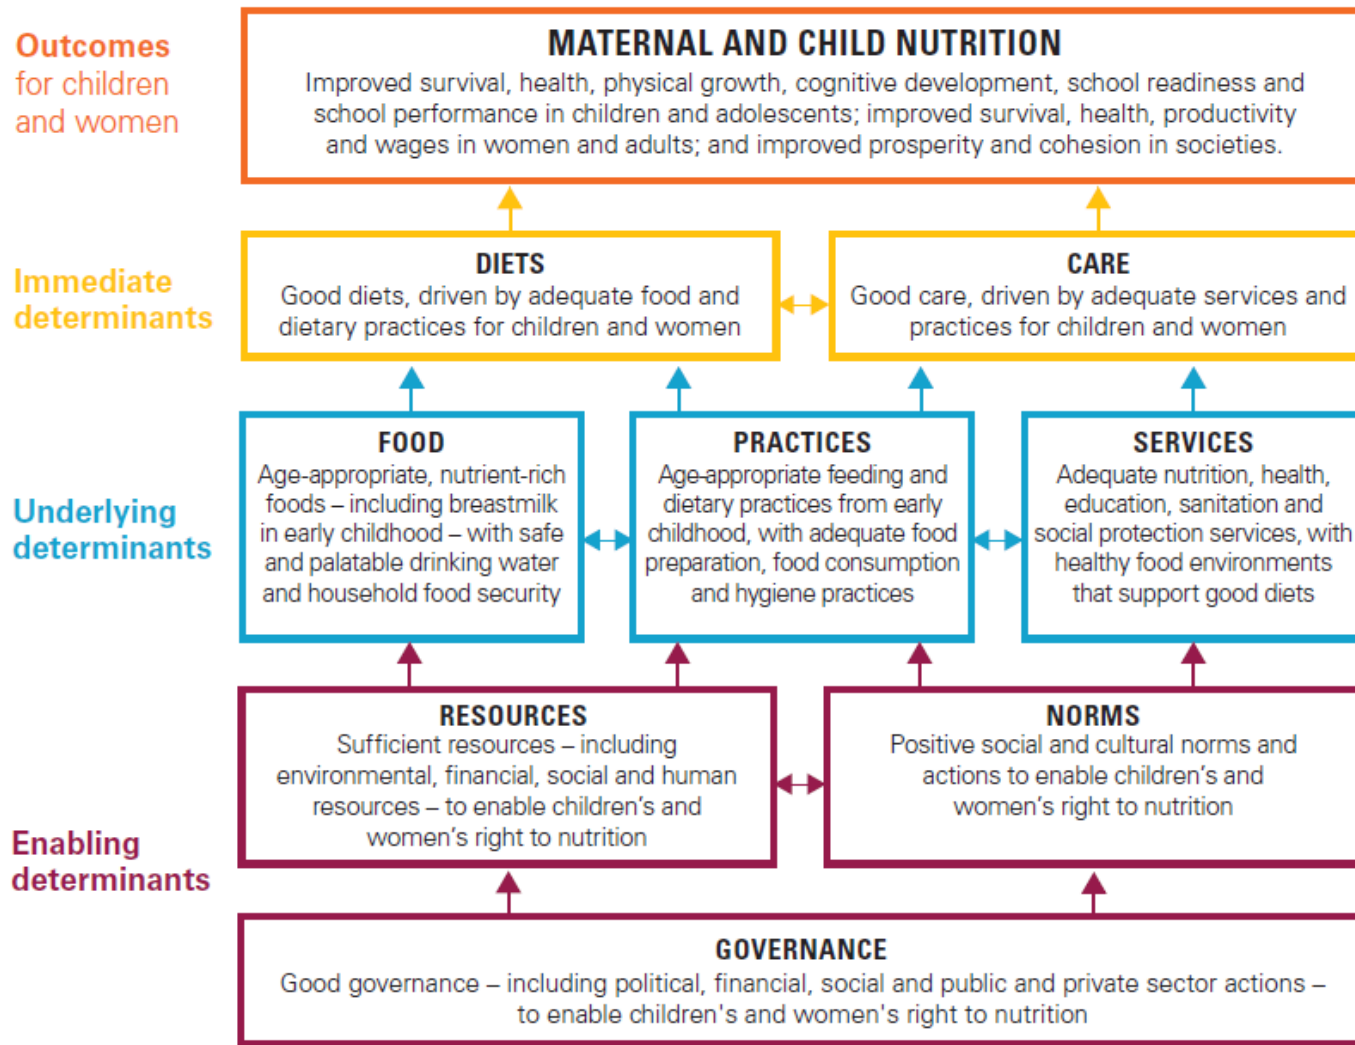 Outcomes
for children
and women
MATERNAL AND CHILD NUTRITION
Improved survival, health, physical growth, cognitive development, school readiness and
school performance in children and adolescents; improved survival, health, productivity
and wages in women and adults; and improved prosperity and cohesion in societies.
Immediate
determinants
DIETS
Good diets, driven by adequate food and
dietary practices for children and women
CARE
Good care, driven by adequate services and
practices for children and women
Underlying
determinants
FOOD
Age-appropriate, nutrient-rich
foods – including breastmilk
in early childhood – with safe
and palatable drinking water
and household food security
PRACTICES
Age-appropriate feeding and
dietary practices from early
childhood, with adequate food
preparation, food consumption
and hygiene practices
SERVICES
Adequate nutrition, health,
education, sanitation and
social protection services, with
healthy food environments
that support good diets
Enabling
determinants
RESOURCES
Sufficient resources – including
environmental, financial, social and human
resources – to enable children’s and
women’s right to nutrition
NORMS
Positive social and cultural norms and
actions to enable children’s and
women’s right to nutrition
GOVERNANCE
Good governance – including political, financial, social and public and private sector actions –
to enable children's and women's right to nutrition